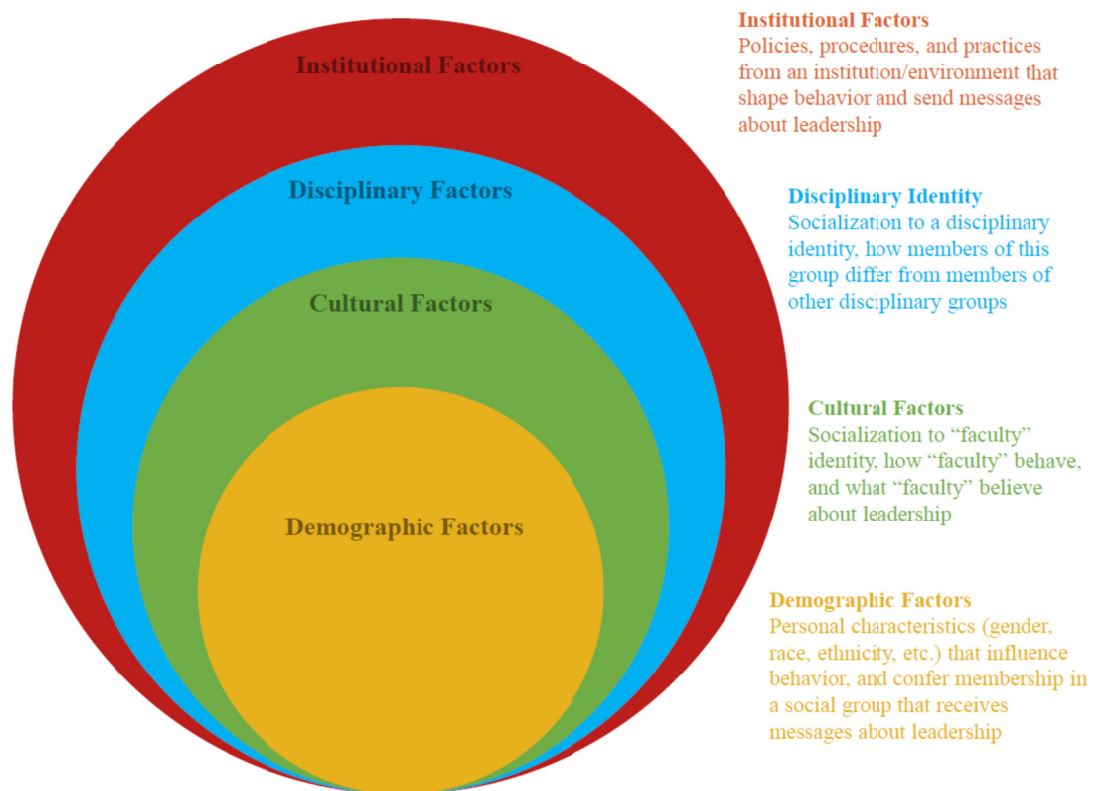 Institutional Factors
Disciplinary Factors
Cultural Factors
Demographic Factors
Institutional Factors
Policies, procedures, and practices
from an institution/environment that
shape behavior and send messages
about leadership
Disciplinary Identity
Socialization to a disciplinary
identity, how members of this
group differ from members of
other disciplinary groups
Cultural Factors
Socialization to “faculty”
identity, how “faculty” behave,
and what “faculty” believe
about leadership
Demographic Factors
Personal characteristics (gender,
race, ethnicity, etc.) that influence
behavior, and confer membership in
a social group that receives
messages about leadership